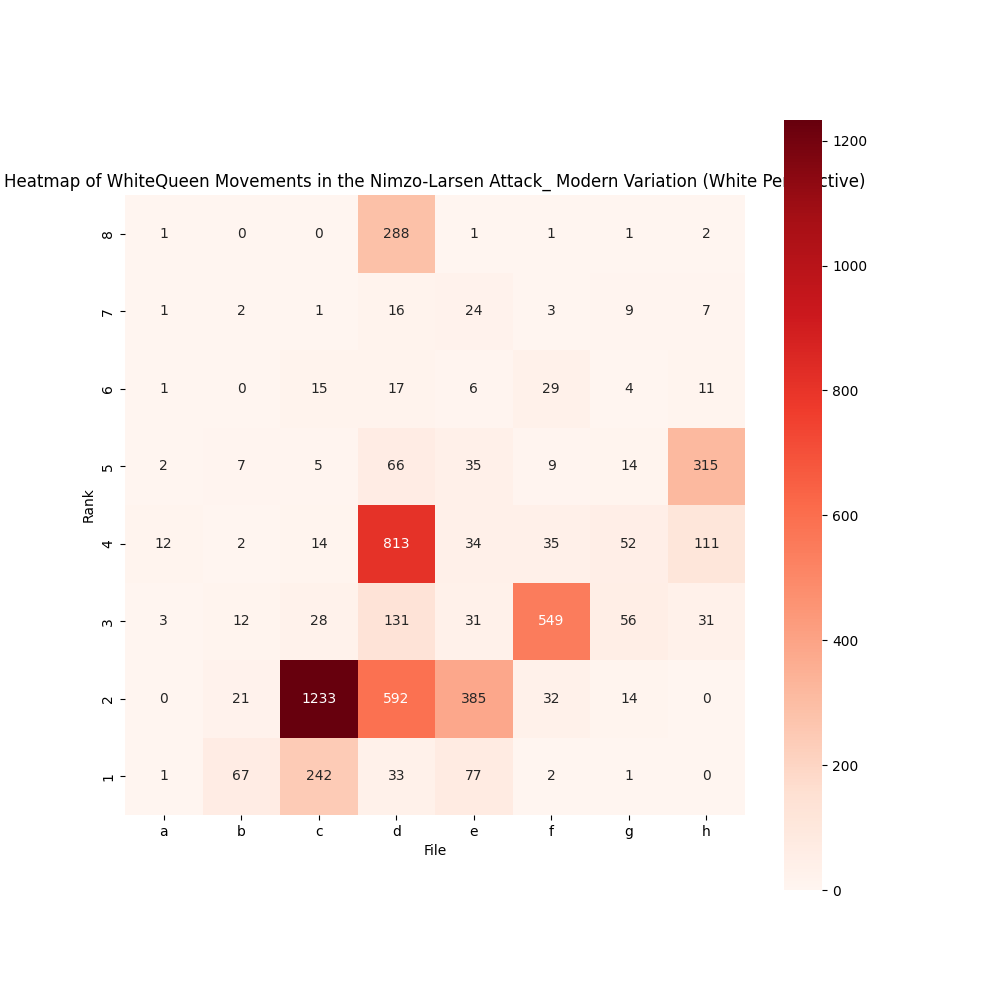 Heatmap of WhiteQueen Movements in the Nimzo-Larsen Attack_ Modern Variation (White Perspective)
Rank
8 1 0 0 288 1 1 1 2
7 1 2 1 16 24 3 9 7
6 1 0 15 17 6 29 4 11
5 2 7 5 66 35 9 14 315
4 12 2 14 813 34 35 52 111
3 3 12 28 131 31 549 56 31
2 0 21 1233 592 385 32 14 0
1 1 67 242 33 77 2 1 0
a b c d e f g h
File
1200
1000
800
600
400
200
0